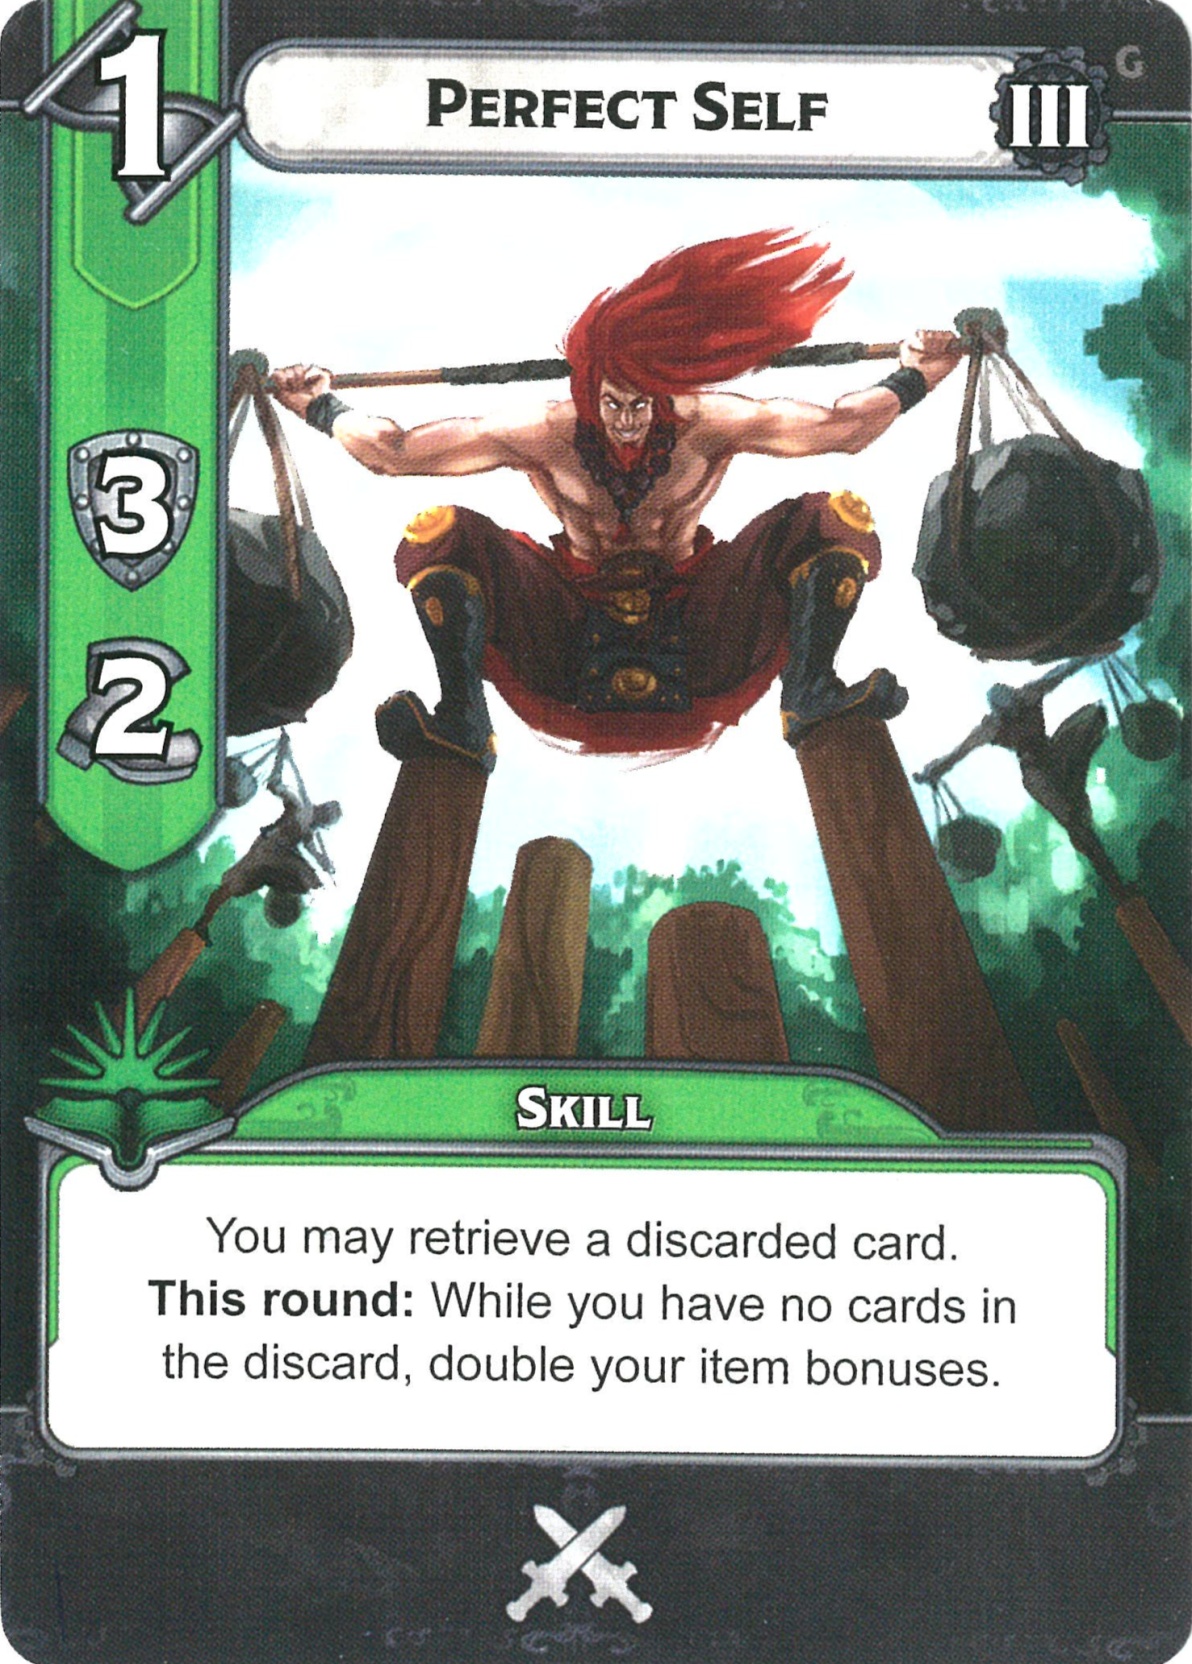 1
PERFECT SELF
III
G
3
2
SKILL
You may retrieve a discarded card.
This round: While you have no cards in
the discard, double your item bonuses.